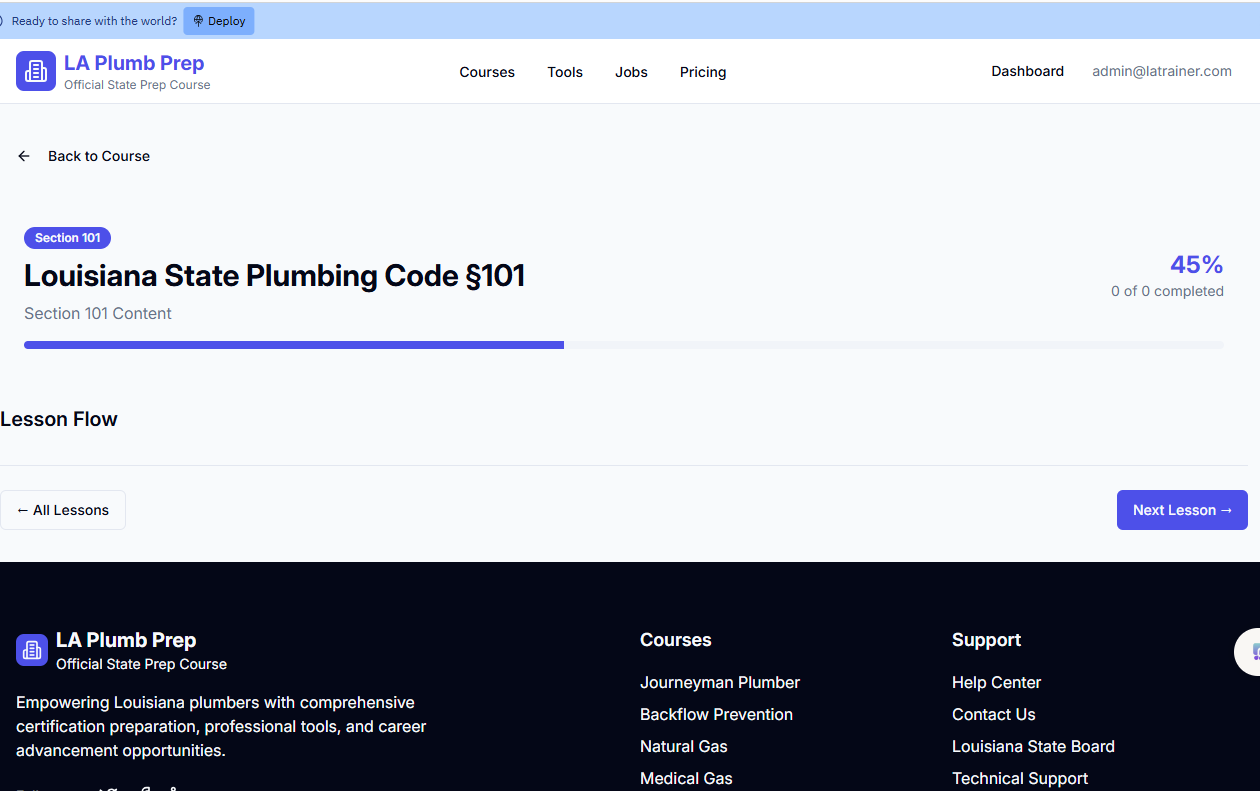 Ready to share with the world? Deploy
LA Plumb Prep
Official State Prep Course
Courses Tools Jobs Pricing
Dashboard admin@latrainer.com
← Back to Course
Section 101
Louisiana State Plumbing Code §101
Section 101 Content
45%
0 of 0 completed
Lesson Flow
← All Lessons
Next Lesson →
LA Plumb Prep
Official State Prep Course
Empowering Louisiana plumbers with comprehensive
certification preparation, professional tools, and career
advancement opportunities.
Courses
Journeyman Plumber
Backflow Prevention
Natural Gas
Medical Gas
Support
Help Center
Contact Us
Louisiana State Board
Technical Support